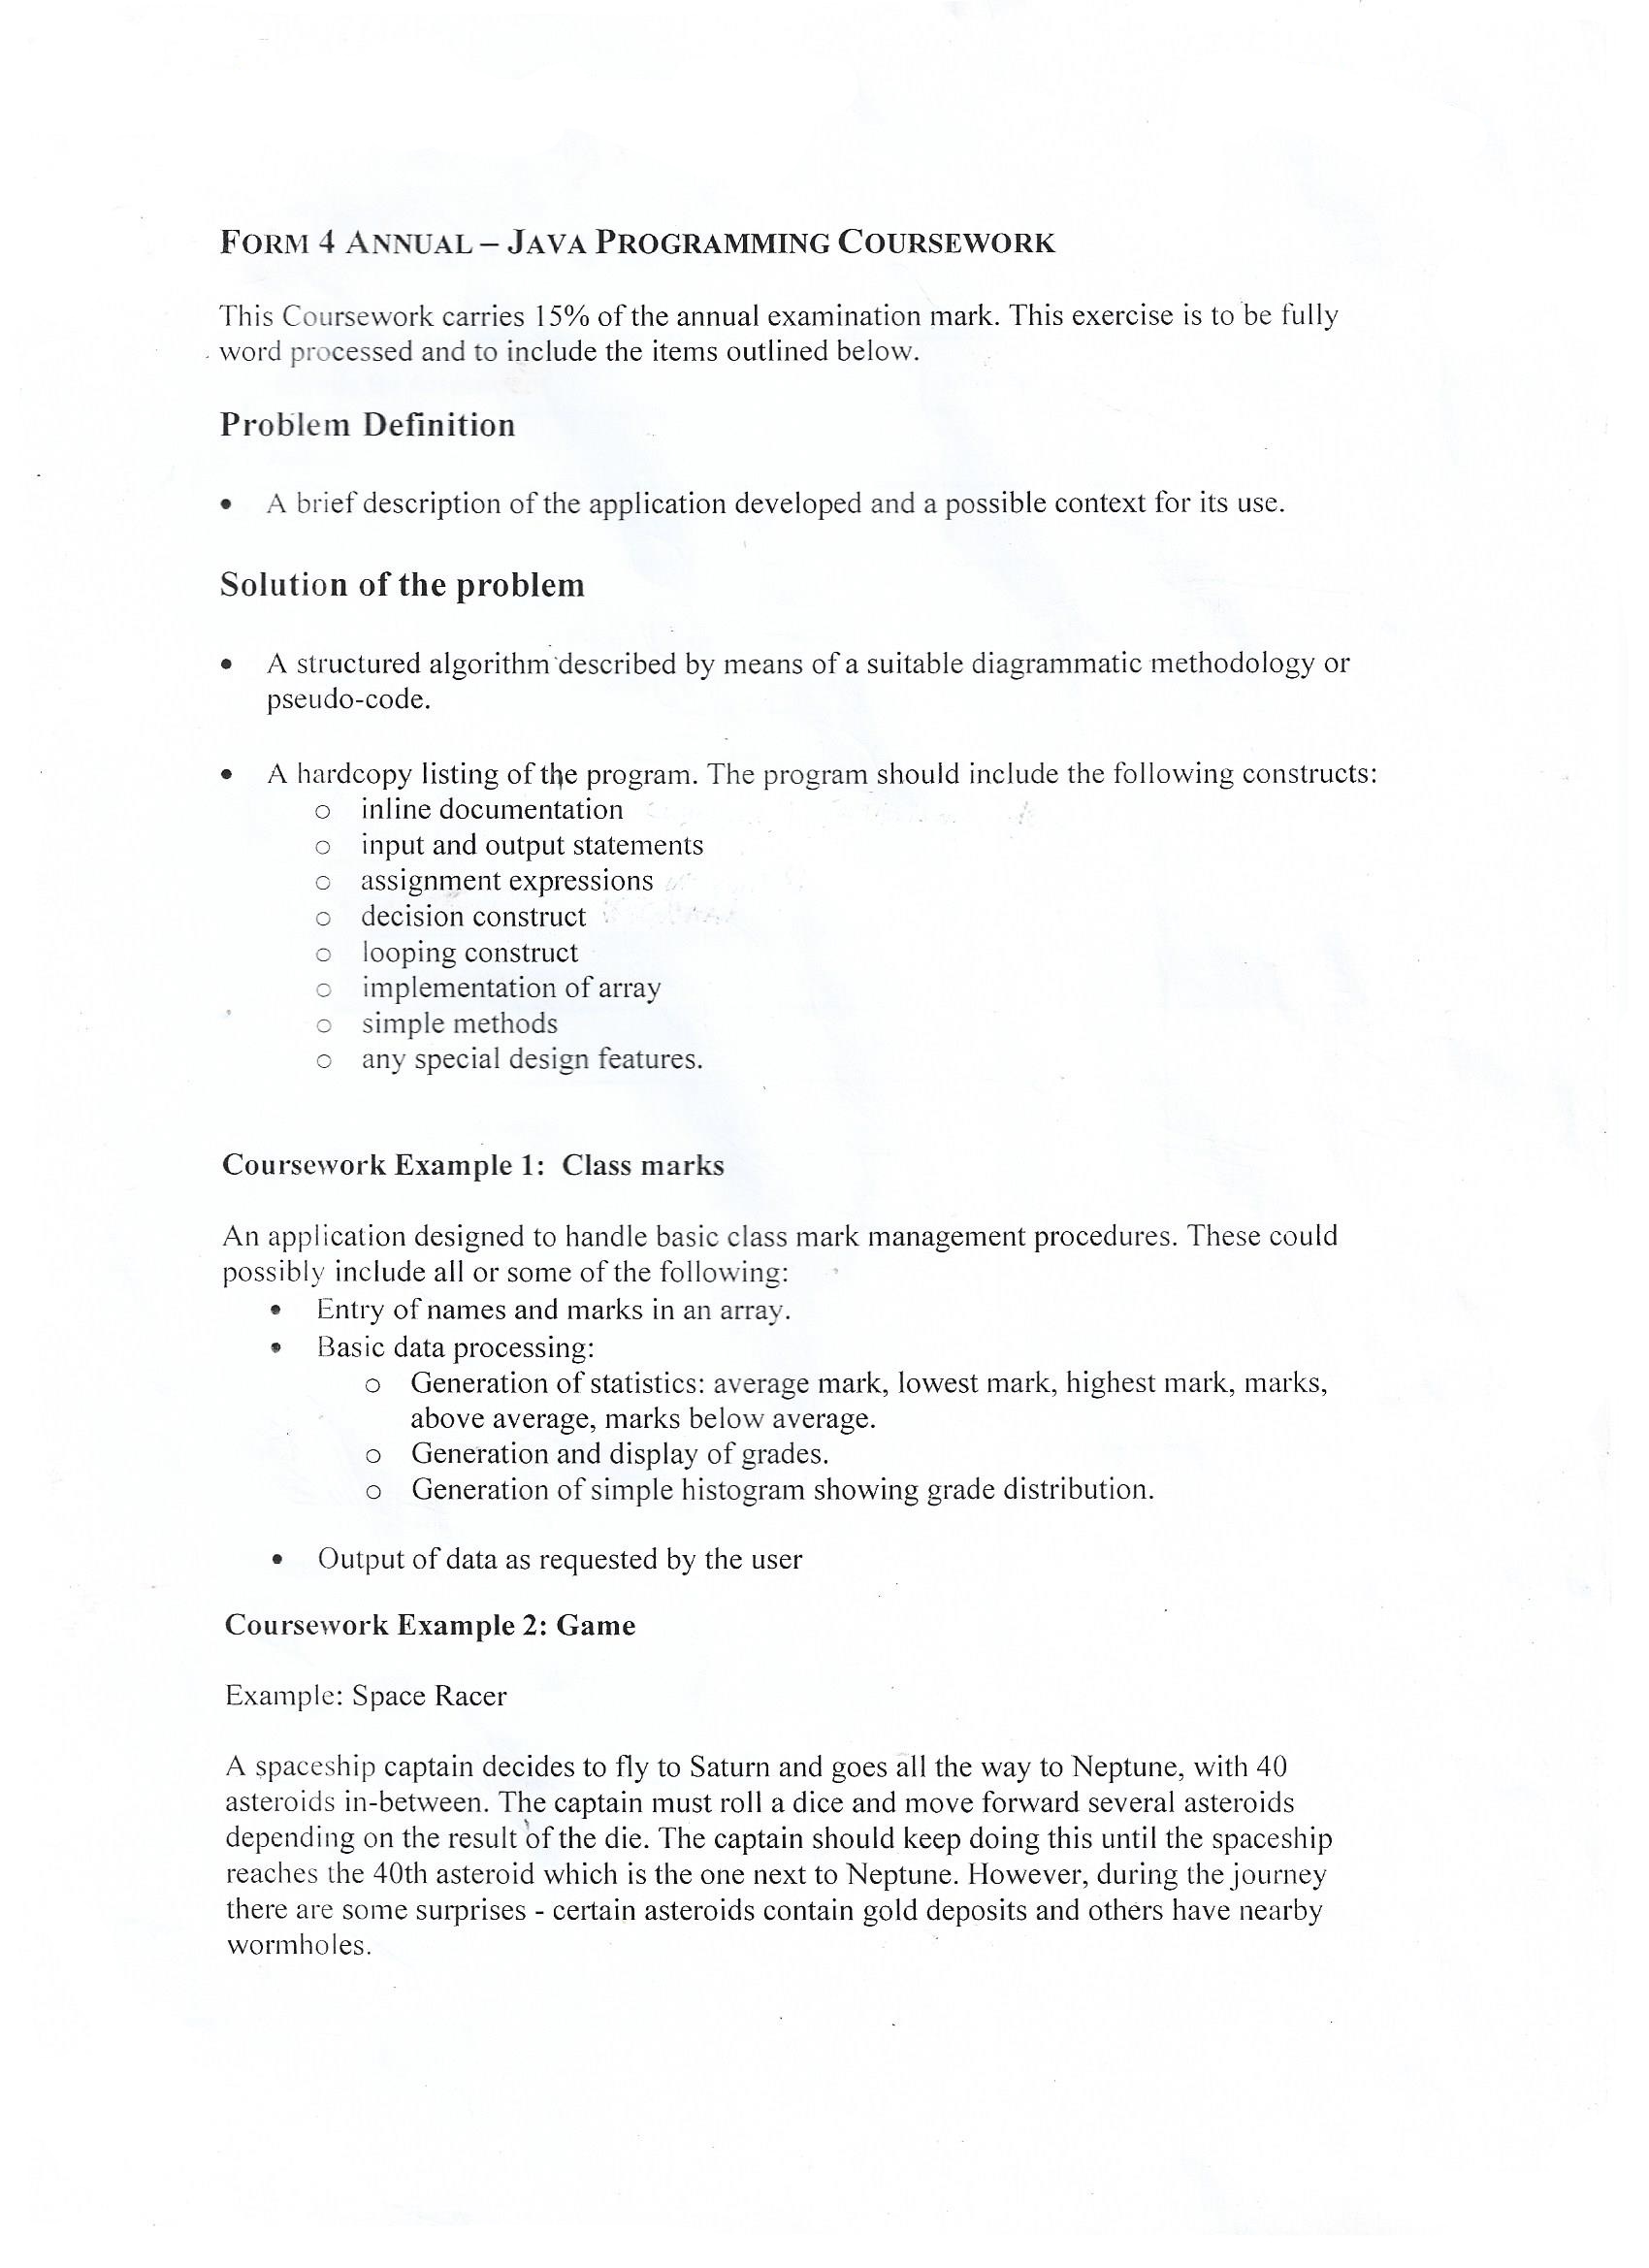 FORM 4 ANNUAL – JAVA PROGRAMMING COURSEWORK
This Coursework carries 15% of the annual examination mark. This exercise is to be fully
word processed and to include the items outlined below.
Problem Definition
• A brief description of the application developed and a possible context for its use.
Solution of the problem
• A structured algorithm described by means of a suitable diagrammatic methodology or
pseudo-code.
• A hardcopy listing of the program. The program should include the following constructs:
o inline documentation
o input and output statements
o assignment expressions
o decision construct
o looping construct
o implementation of array
o simple methods
o any special design features.
Coursework Example 1: Class marks
An application designed to handle basic class mark management procedures. These could
possibly include all or some of the following:
• Entry of names and marks in an array.
• Basic data processing:
o Generation of statistics: average mark, lowest mark, highest mark, marks,
above average, marks below average.
o Generation and display of grades.
o Generation of simple histogram showing grade distribution.
• Output of data as requested by the user
Coursework Example 2: Game
Example: Space Racer
A spaceship captain decides to fly to Saturn and goes all the way to Neptune, with 40
asteroids in-between. The captain must roll a dice and move forward several asteroids
depending on the result of the die. The captain should keep doing this until the spaceship
reaches the 40th asteroid which is the one next to Neptune. However, during the journey
there are some surprises - certain asteroids contain gold deposits and others have nearby
wormholes.